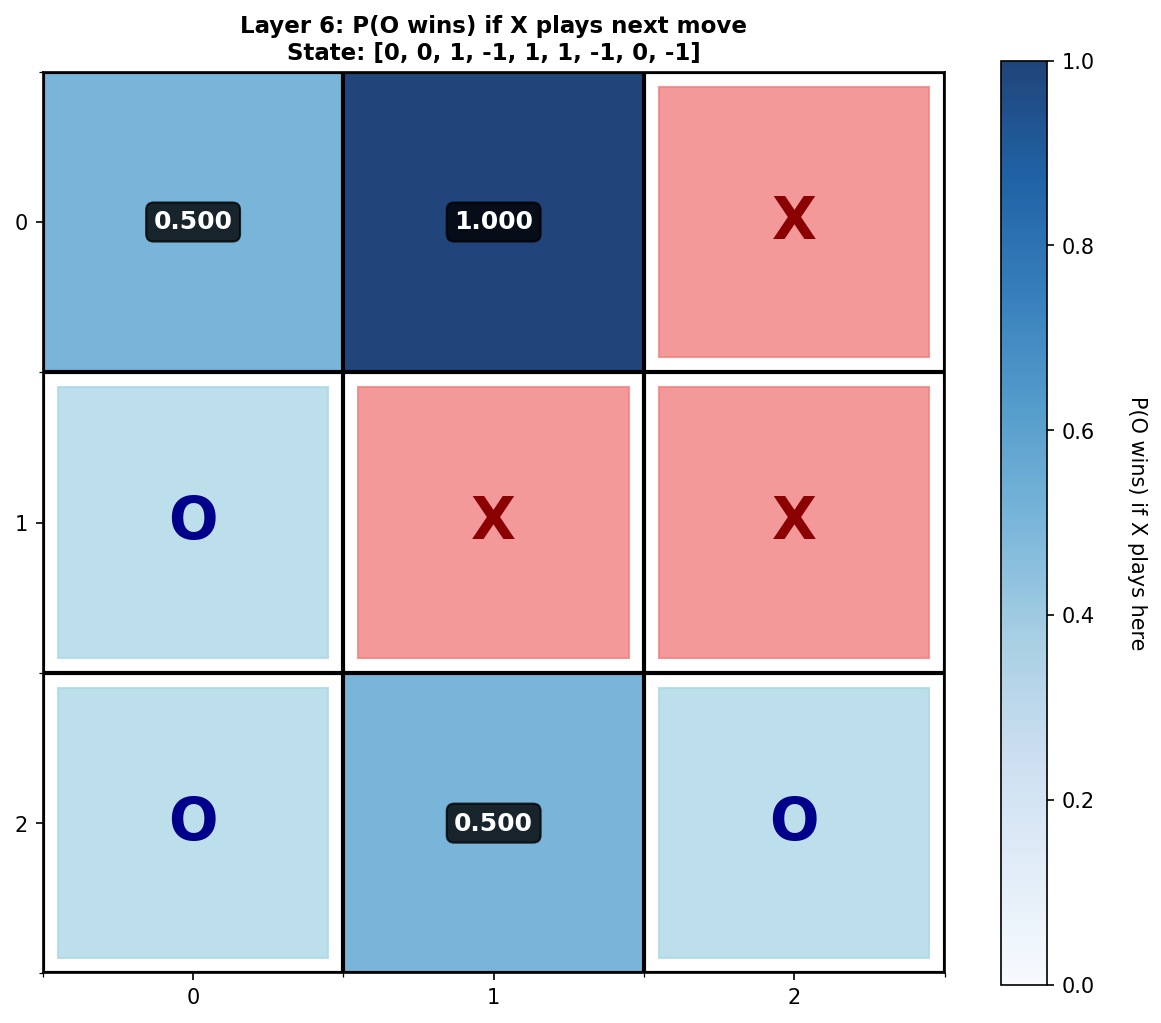 Layer 6: P(O wins) if X plays next move
State: [0, 0, 1, -1, 1, 1, -1, 0, -1]
0.500
1.000
X
O
X
X
O
0.500
O
0
1
2
0
1
2
1.0
0.8
0.6
0.4
0.2
0.0
P(O wins) if X plays here